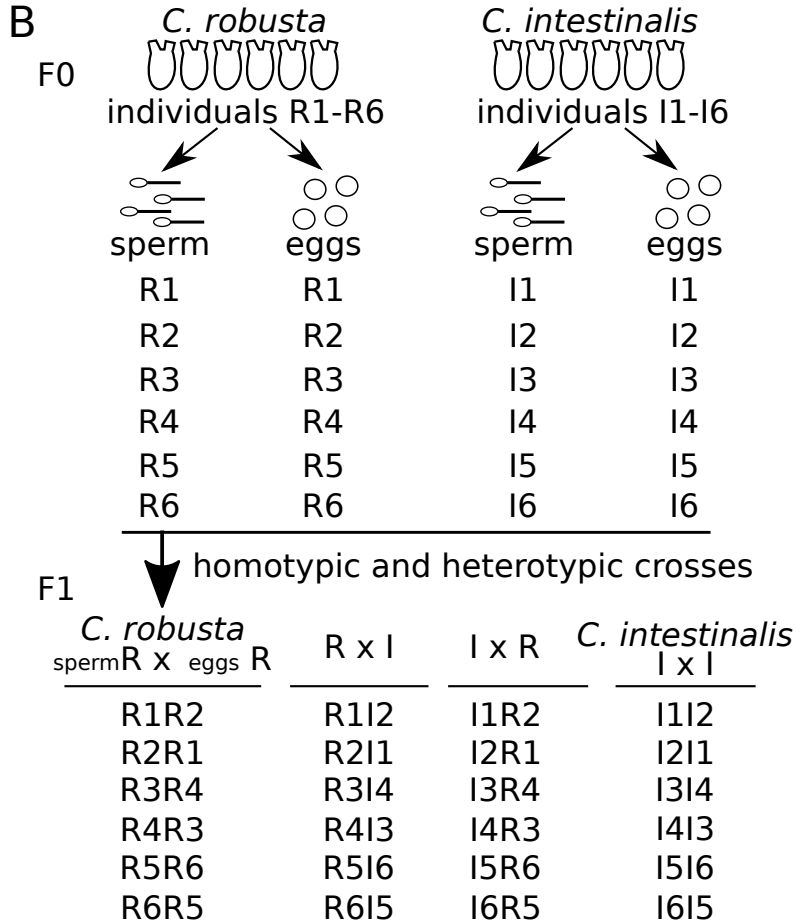 B
C. robusta C. intestinalis
F0
individuals R1-R6 individuals I1-I6
sperm eggs sperm eggs
R1 R1 I1 I1
R2 R2 I2 I2
R3 R3 I3 I3
R4 R4 I4 I4
R5 R5 I5 I5
R6 R6 I6 I6
homotypic and heterotypic crosses
F1
C. robusta C. intestinalis
spermR x eggs R R x I I x R I x I
R1R2 R1I2 I1R2 I1I2
R2R1 R2I1 I2R1 I2I1
R3R4 R3I4 I3R4 I3I4
R4R3 R4I3 I4R3 I4I3
R5R6 R5I6 I5R6 I5I6
R6R5 R6I5 I6R5 I6I5